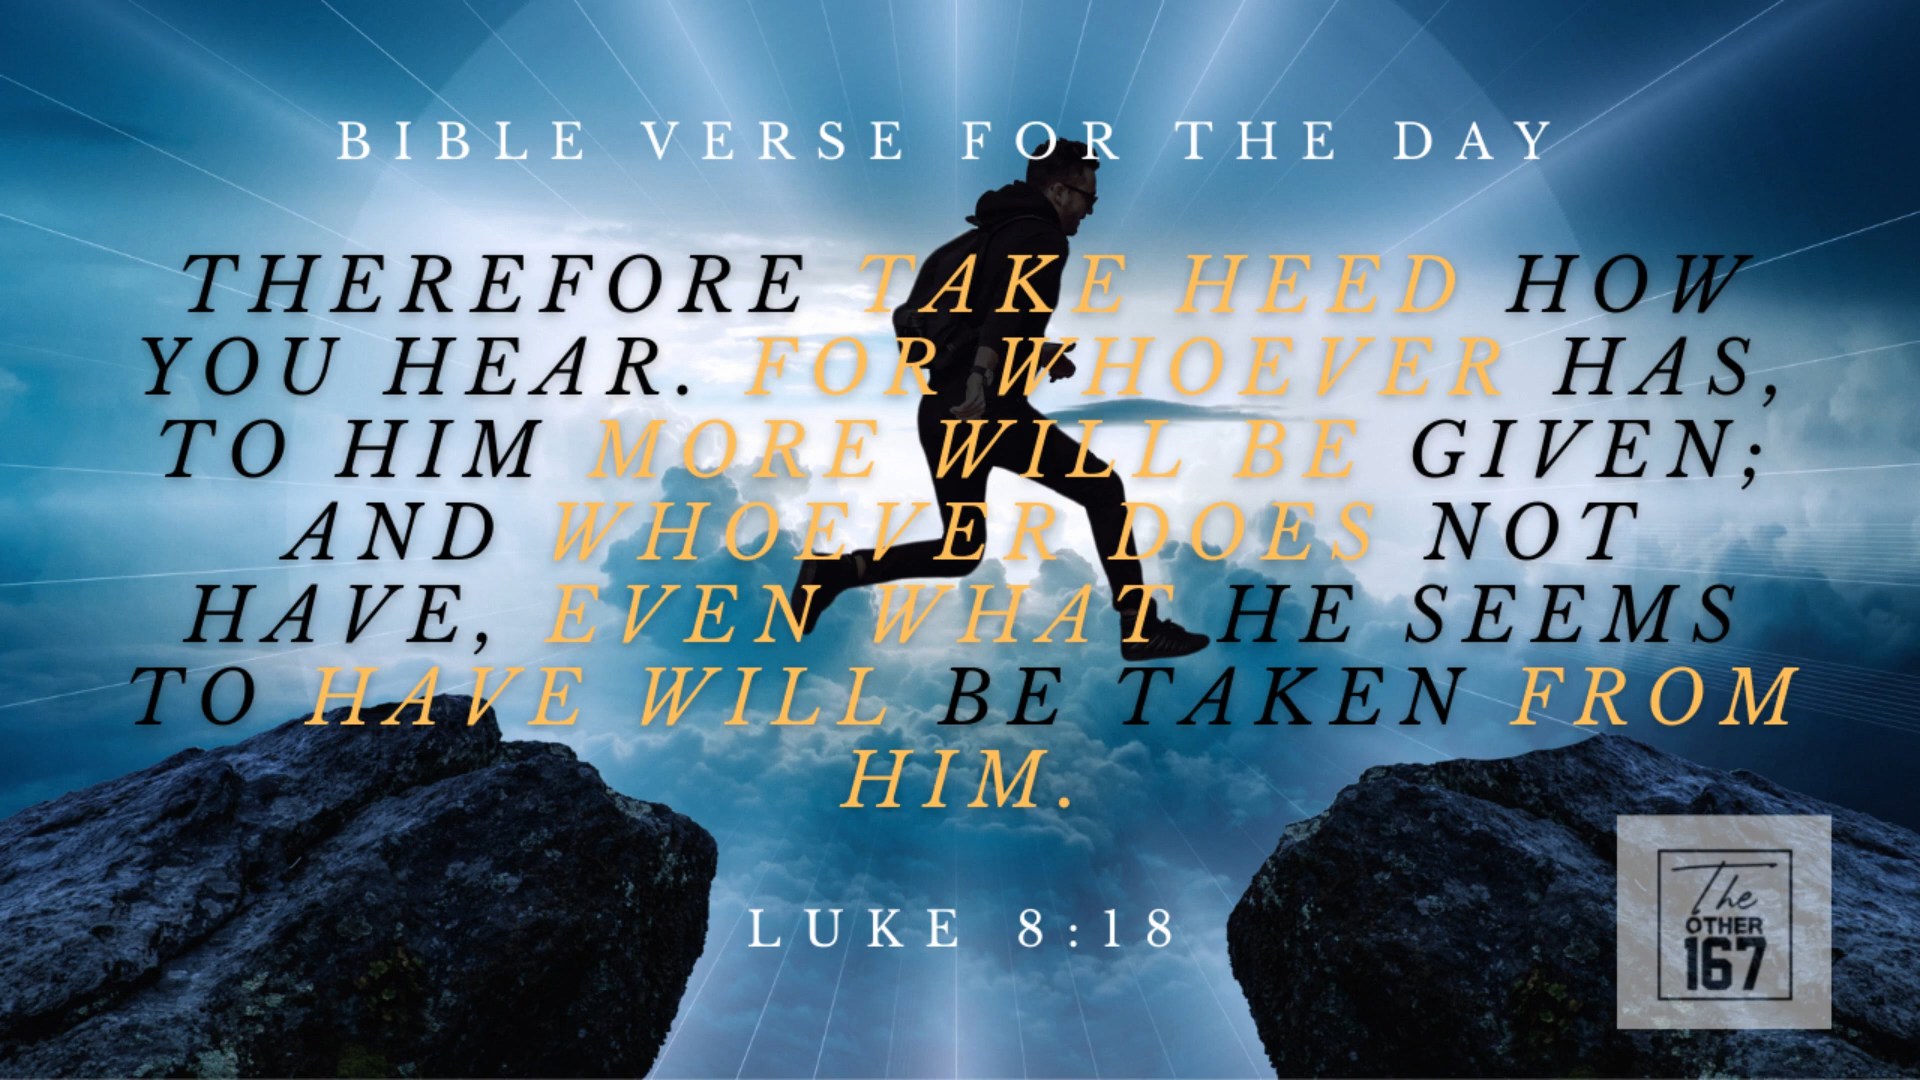 BIBLE VERSE FOR THE DAY
THEREFORE TAKE HEED HOW
YOU HEAR. FOR WHOEVER HAS,
TO HIM MORE WILL BE GIVEN;
AND WHOEVER DOES NOT
HAVE, EVEN WHAT HE SEEMS
TO HAVE WILL BE TAKEN FROM
HIM.
LUKE 8:18
The
OTHER
167